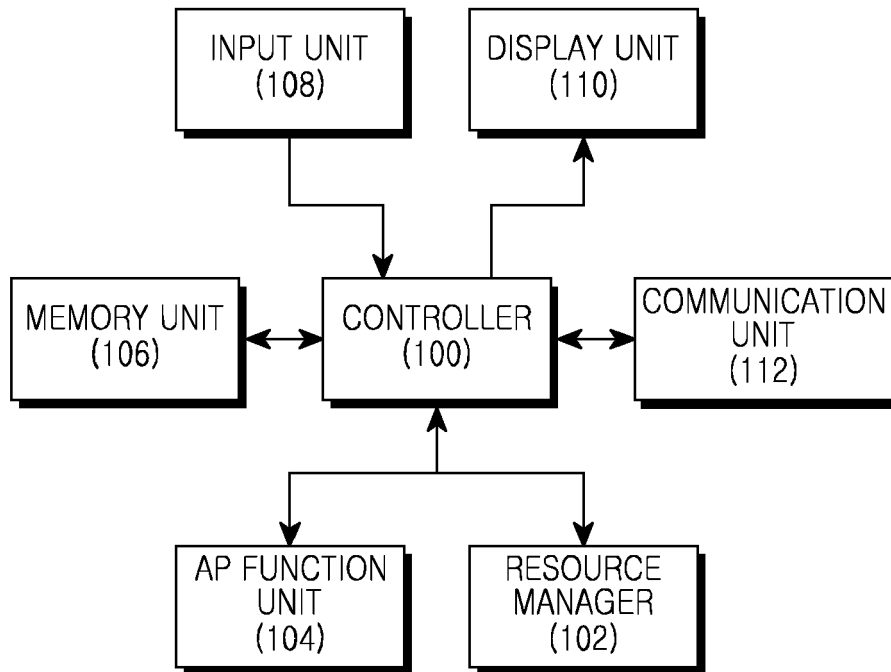 INPUT UNIT
(108)
DISPLAY UNIT
(110)
MEMORY UNIT
(106)
CONTROLLER
(100)
COMMUNICATION
UNIT
(112)
AP FUNCTION
UNIT
(104)
RESOURCE
MANAGER
(102)